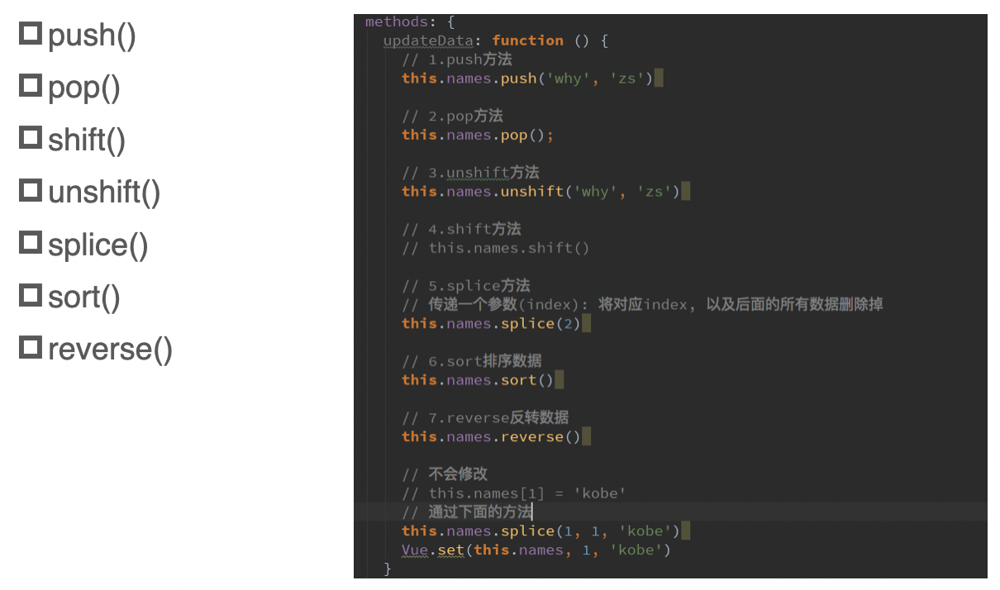 push()
pop()
shift()
unshift()
splice()
sort()
reverse()
methods: {
updateData: function () {
// 1.push方法
this.names.push('why', 'zs')
// 2.pop方法
this.names.pop();
// 3.unshift方法
this.names.unshift('why', 'zs')
// 4.shift方法
// this.names.shift()
// 5.splice方法
// 传递一个参数(index): 将对应index, 以及后面的所有数据删除掉
this.names.splice(2)
// 6.sort排序数据
this.names.sort()
// 7.reverse反转数据
this.names.reverse()
// 不会修改
// this.names[1] = 'kobe'
// 通过下面的方法
this.names.splice(1, 1, 'kobe')
Vue.set(this.names, 1, 'kobe')
}